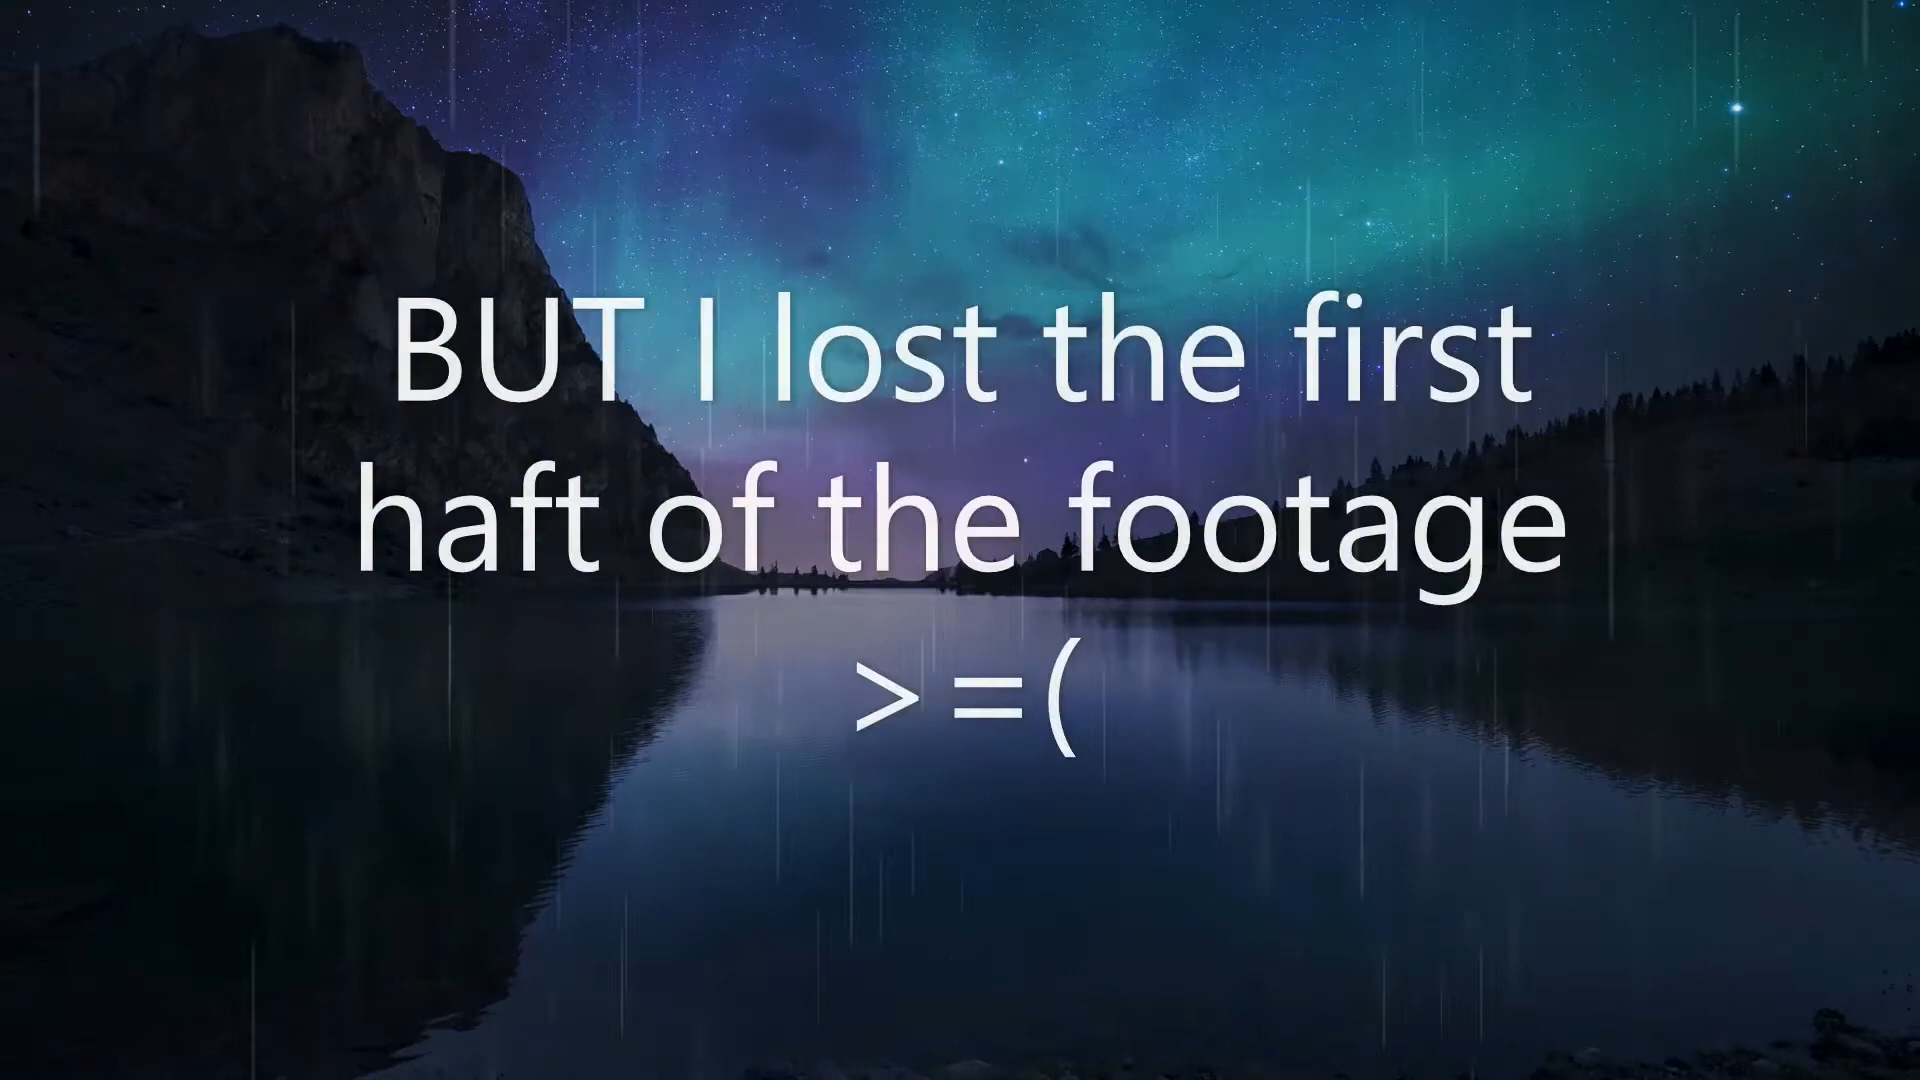 BUT I lost the first
haft of the footage
>=(